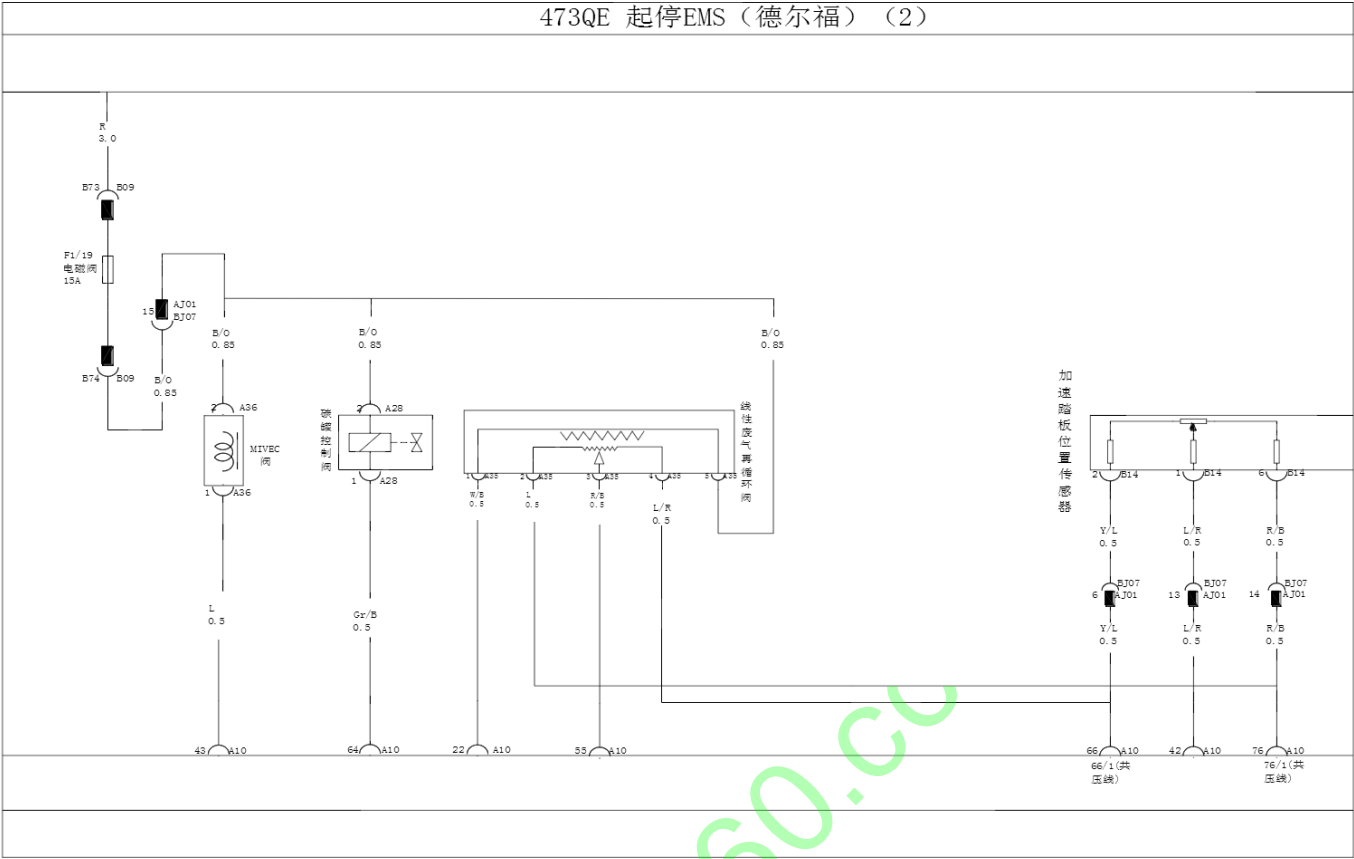 473QE 起停EMS（德尔福）（2）
R
3.0
B73 B09
F1/19
电磁阀
15A
15 AJ01
BJ07
B74 B09
B/O
0.85
B/O
0.85
B/O
0.85
B/O
0.85
2 A36
MIVEC
阀
1 A36
L
0.5
碳罐控制阀
2 A28
1 A28
Gr/B
0.5
线性废气再循环阀
1 A35 2 A35 3 A35 4 A35 5 A35
W/B
0.5
L
0.5
R/B
0.5
L/R
0.5
加速踏板位置传感器
2 B14 1 B14 6 B14
Y/L
0.5
L/R
0.5
R/B
0.5
BJ07
6 AJ01
BJ07
13 AJ01
BJ07
14 AJ01
Y/L
0.5
L/R
0.5
R/B
0.5
43 A10 64 A10 22 A10 55 A10 66 A10 42 A10 76 A10
66/1(共
压线)
76/1(共
压线)
60.co